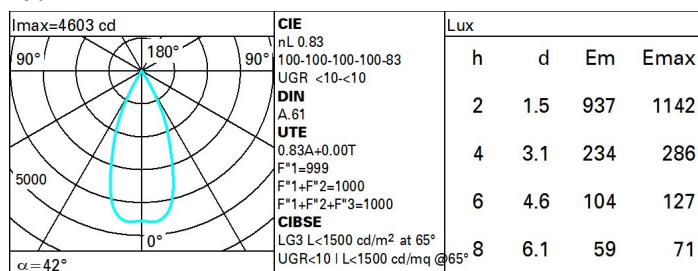 Imax=4603 cd
90°
180°
90°
5000
0°
α=42°
CIE
nL 0.83
100-100-100-100-83
UGR <10-<10
DIN
A.61
UTE
0.83A+0.00T
F"1=999
F"1+F"2=1000
F"1+F"2+F"3=1000
CIBSE
LG3 L<1500 cd/m² at 65°
UGR<10 | L<1500 cd/mq @65°
Lux
h d Em Emax
2 1.5 937 1142
4 3.1 234 286
6 4.6 104 127
8 6.1 59 71